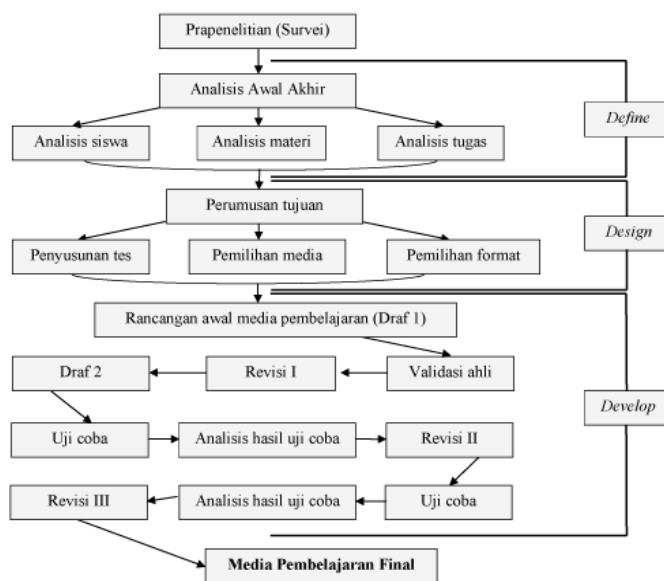 Prapenelitian (Survei)
Analisis Awal Akhir
Define
Analisis siswa
Analisis materi
Analisis tugas
Perumusan tujuan
Design
Penyusunan tes
Pemilihan media
Pemilihan format
Rancangan awal media pembelajaran (Draf 1)
Draf 2
Revisi I
Validasi ahli
Develop
Uji coba
Analisis hasil uji coba
Revisi II
Revisi III
Analisis hasil uji coba
Uji coba
Media Pembelajaran Final